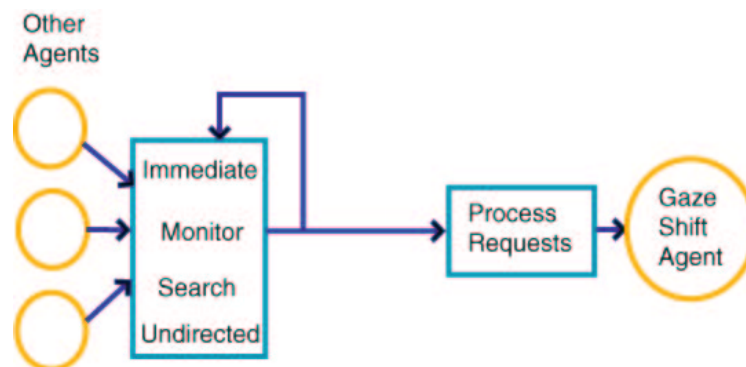 Other
Agents
Immediate
Monitor
Search
Undirected
Process
Requests
Gaze
Shift
Agent